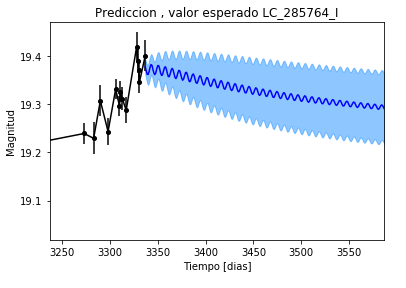 Prediccion , valor esperado LC_285764_I
19.4
19.3
19.2
19.1
Magnitud
3250 3300 3350 3400 3450 3500 3550
Tiempo [dias]